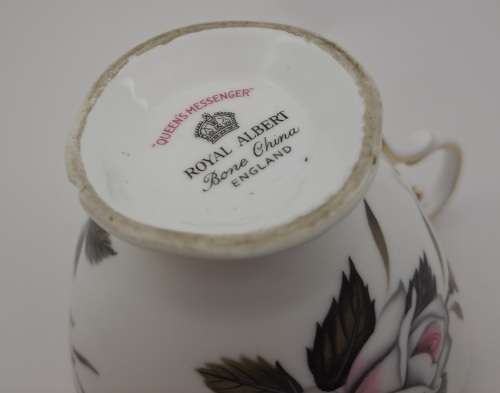 "QUEEN'S MESSENGER"
ROYAL ALBERT
Bone China
ENGLAND